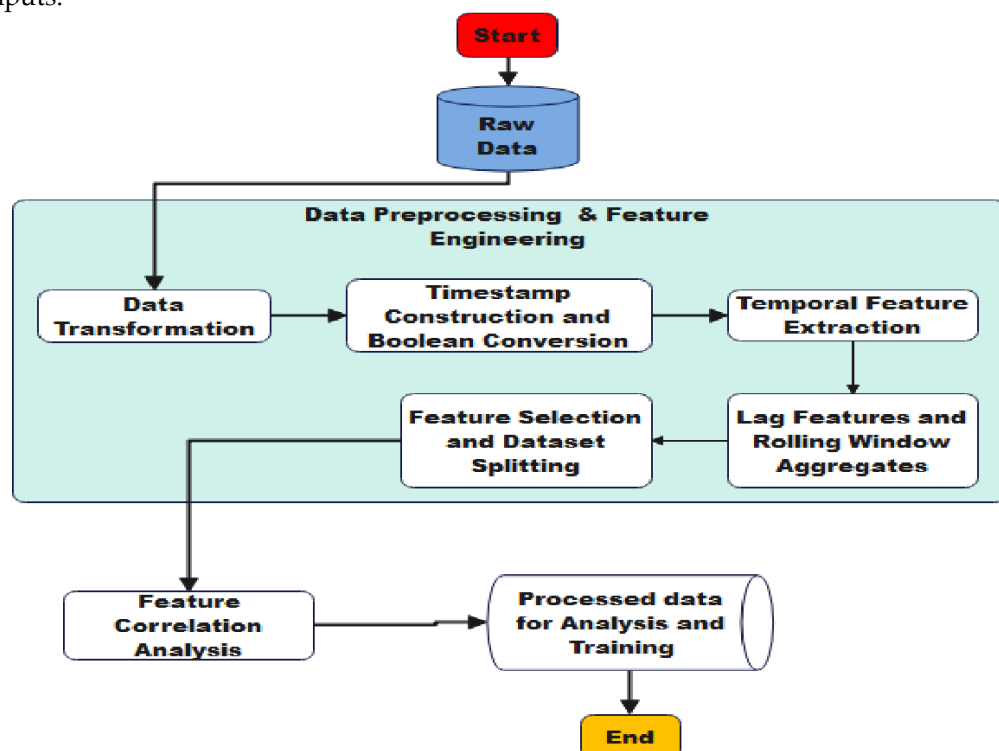 Start
Raw
Data
Data Preprocessing & Feature
Engineering
Data
Transformation
Timestamp
Construction and
Boolean Conversion
Temporal Feature
Extraction
Feature Selection
and Dataset
Splitting
Lag Features and
Rolling Window
Aggregates
Feature
Correlation
Analysis
Processed data
for Analysis and
Training
End